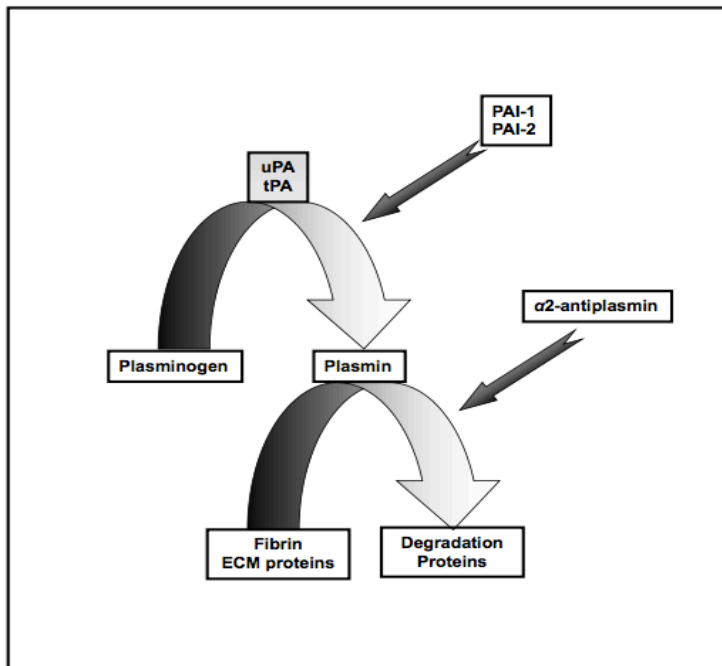 PAI-1
PAI-2
uPA
tPA
α2-antiplasmin
Plasminogen
Plasmin
Fibrin
ECM proteins
Degradation
Proteins